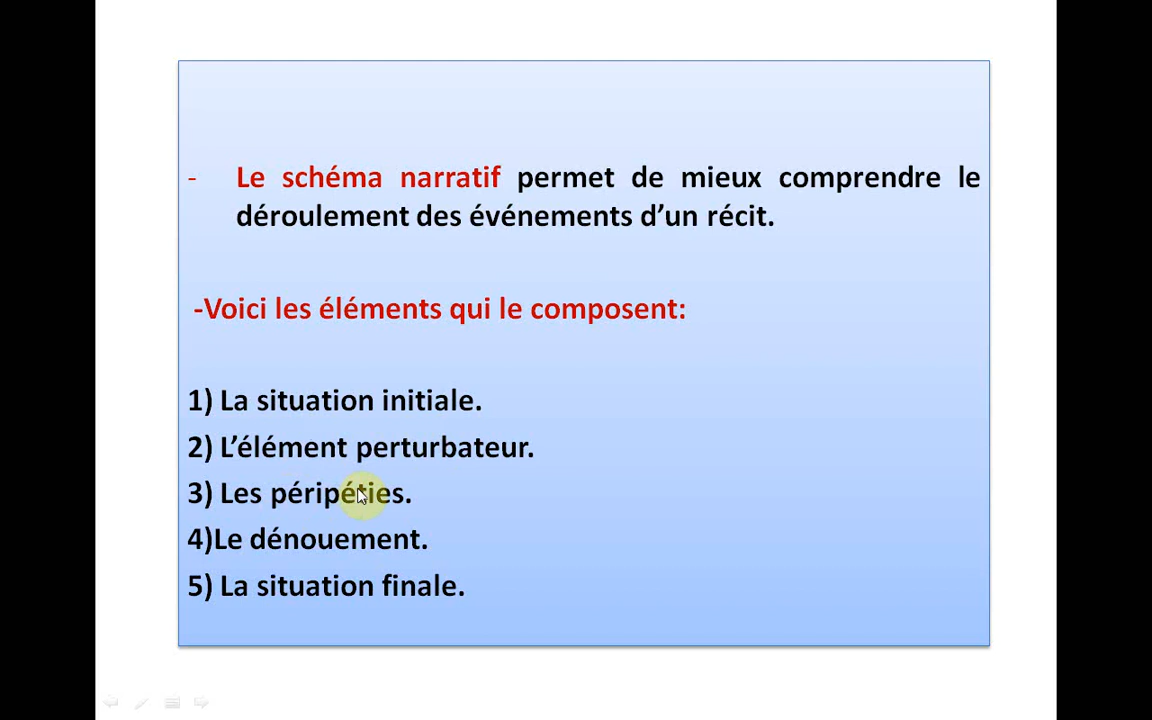 - Le schéma narratif permet de mieux comprendre le
déroulement des événements d’un récit.
-Voici les éléments qui le composent:
1) La situation initiale.
2) L’élément perturbateur.
3) Les péripéties.
4)Le dénouement.
5) La situation finale.